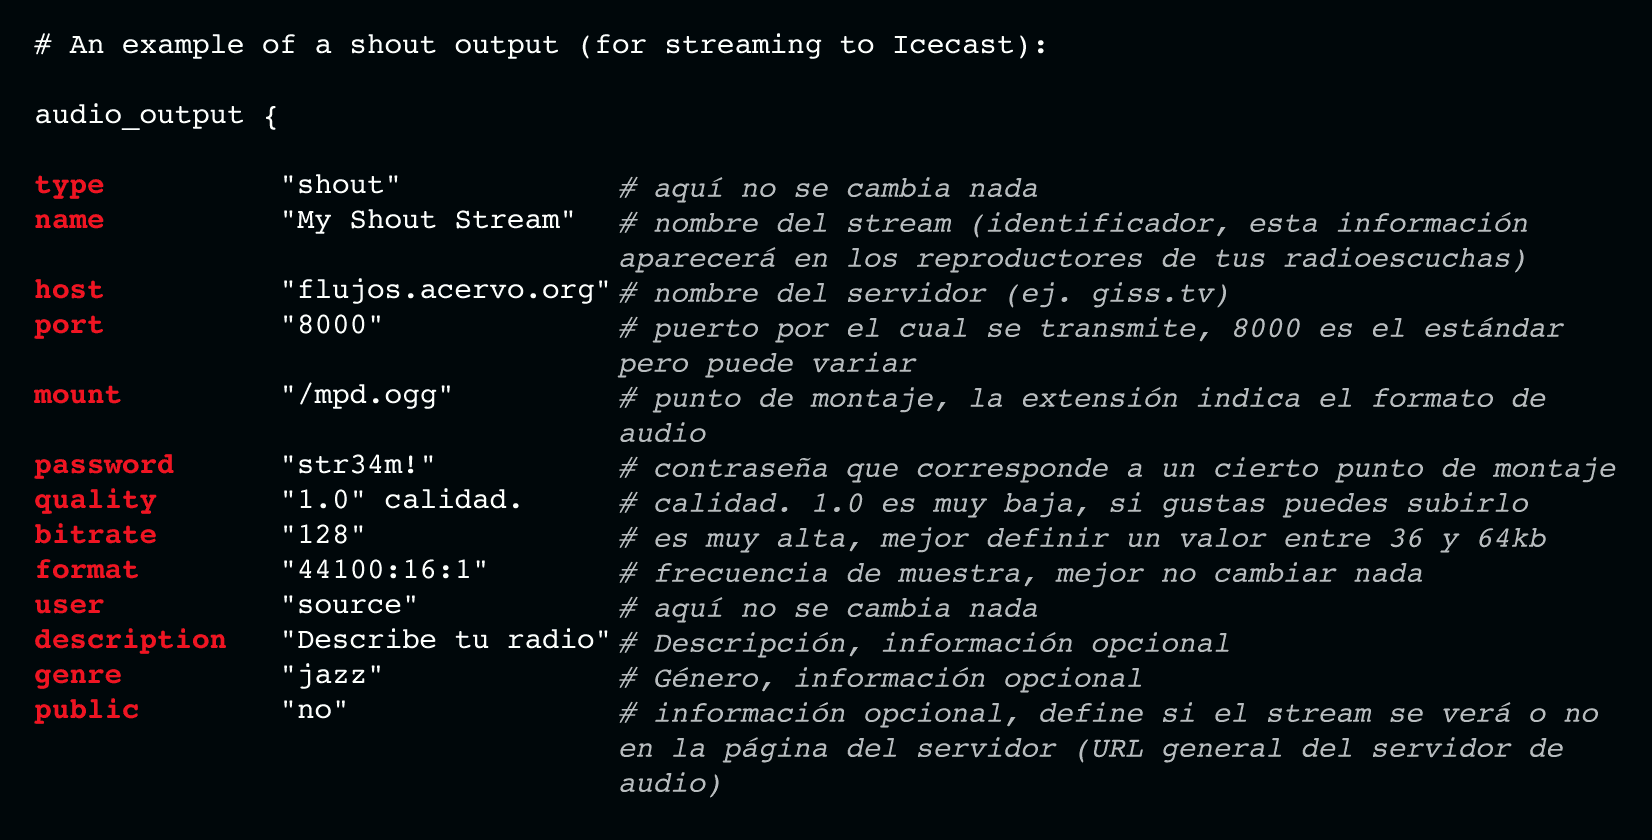 # An example of a shout output (for streaming to Icecast):
audio_output {
type "shout" # aquí no se cambia nada
name "My Shout Stream" # nombre del stream (identificador, esta información
aparecerá en los reproductores de tus radioescuchas)
host "flujos.acervo.org" # nombre del servidor (ej. giss.tv)
port "8000" # puerto por el cual se transmite, 8000 es el estándar
pero puede variar
mount "/mpd.ogg" # punto de montaje, la extensión indica el formato de
audio
password "str34m!" # contraseña que corresponde a un cierto punto de montaje
quality "1.0" calidad. # calidad. 1.0 es muy baja, si gustas puedes subirlo
bitrate "128" # es muy alta, mejor definir un valor entre 36 y 64kb
format "44100:16:1" # frecuencia de muestra, mejor no cambiar nada
user "source" # aquí no se cambia nada
description "Describe tu radio" # Descripción, información opcional
genre "jazz" # Género, información opcional
public "no" # información opcional, define si el stream se verá o no
en la página del servidor (URL general del servidor de
audio)